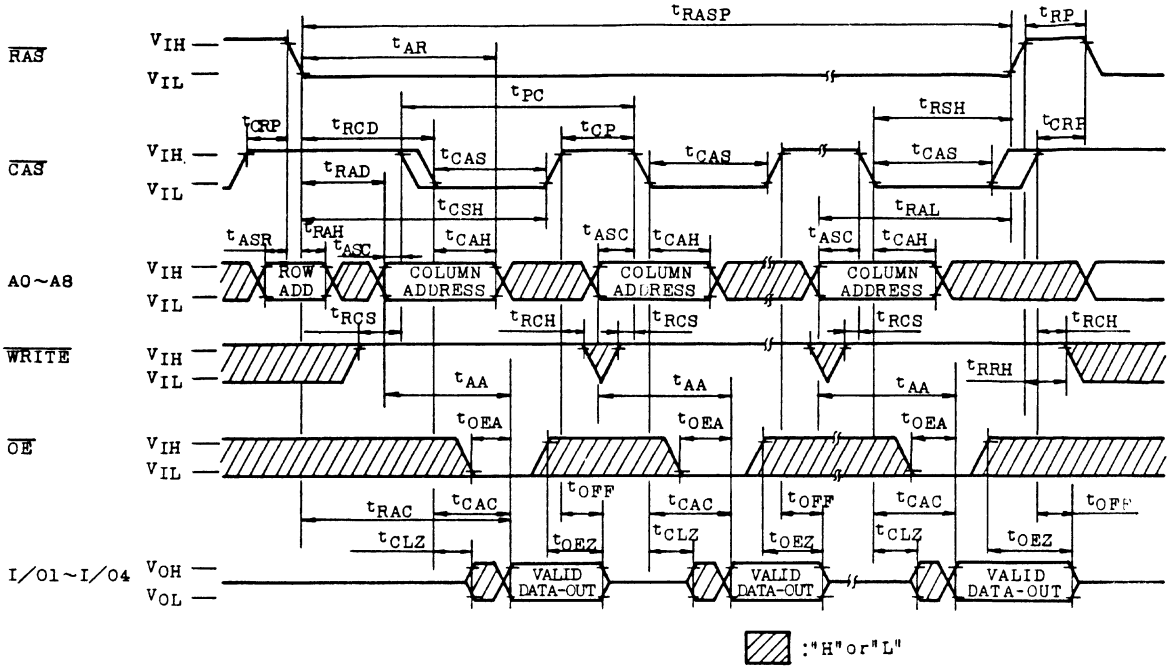 tRASP
tRP
RAS
VIH
VIL
tAR
tPC
tRSH
tCRP
tRCD
tCP
tCRP
CAS
VIH
VIL
tCAS
tCAS
tCAS
tRAD
tCSH
tRAL
tASR
tRAH
tASC
tCAH
tASC
tCAH
tASC
tCAH
A0~A8
VIH
VIL
ROW ADD
COLUMN ADDRESS
COLUMN ADDRESS
COLUMN ADDRESS
tRCS
tRCH
tRCS
tRCS
tRCH
WRITE
VIH
VIL
tAA
tAA
tAA
tRRH
tOEA
tOEA
tOEA
OE
VIH
VIL
tRAC
tCAC
tOFF
tCAC
tOFF
tCAC
tOFF
tCLZ
tOEZ
tCLZ
tOEZ
tCLZ
tOEZ
I/O1~I/O4
VOH
VOL
VALID DATA-OUT
VALID DATA-OUT
VALID DATA-OUT
:"H" or "L"